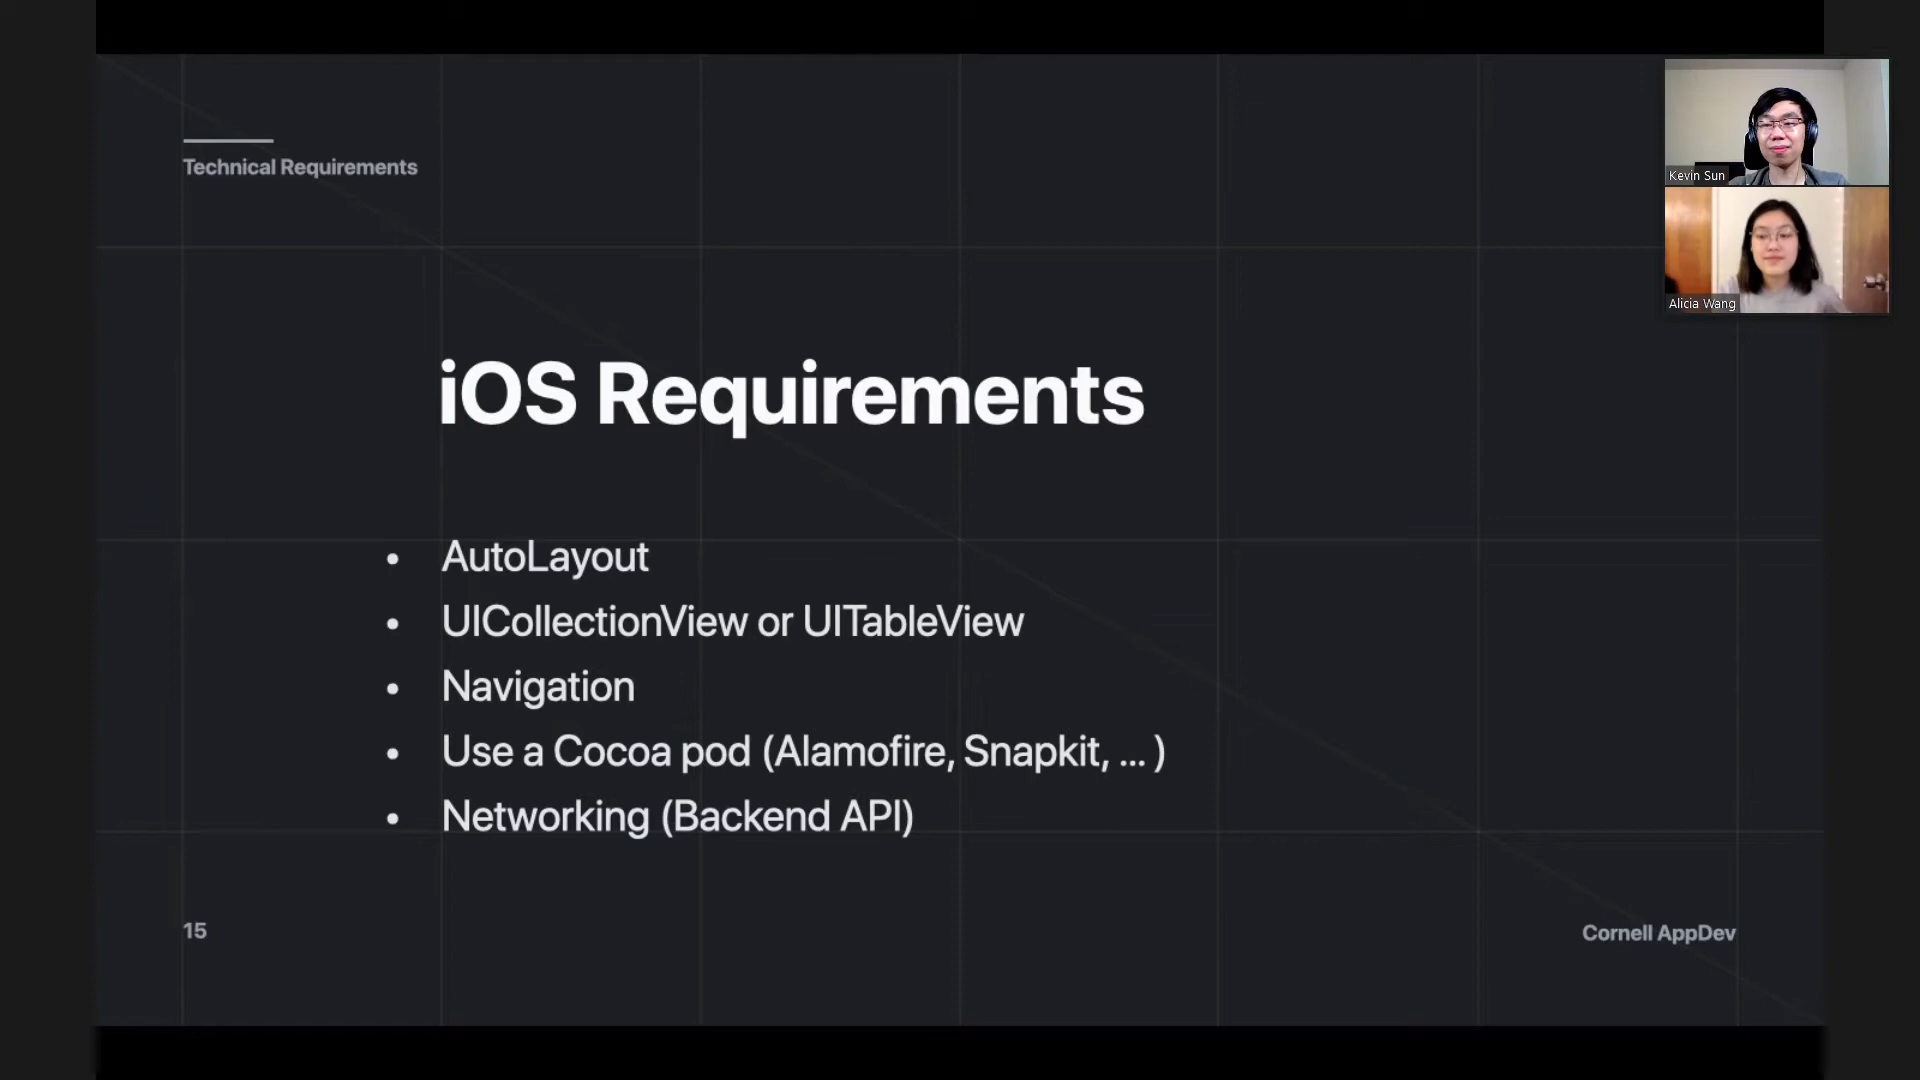 Technical Requirements
Kevin Sun
Alicia Wang
iOS Requirements
• AutoLayout
• UICollectionView or UITableView
• Navigation
• Use a Cocoa pod (Alamofire, Snapkit, ... )
• Networking (Backend API)
15
Cornell AppDev